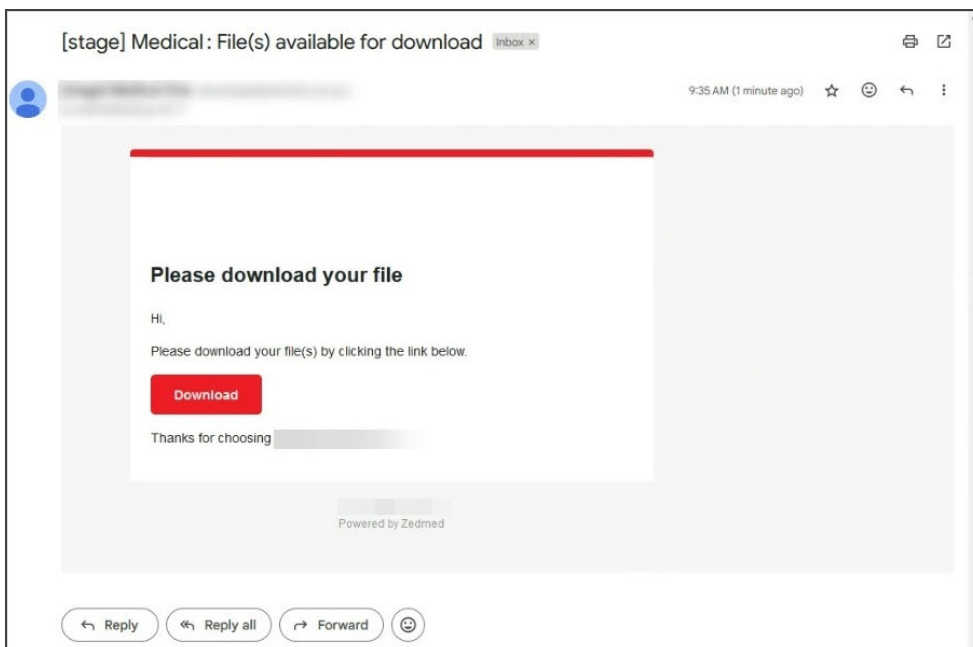 [stage] Medical : File(s) available for download Inbox ×
9:35 AM (1 minute ago)
Please download your file
Hi,
Please download your file(s) by clicking the link below.
Download
Thanks for choosing
Powered by Zedmed
Reply Reply all Forward